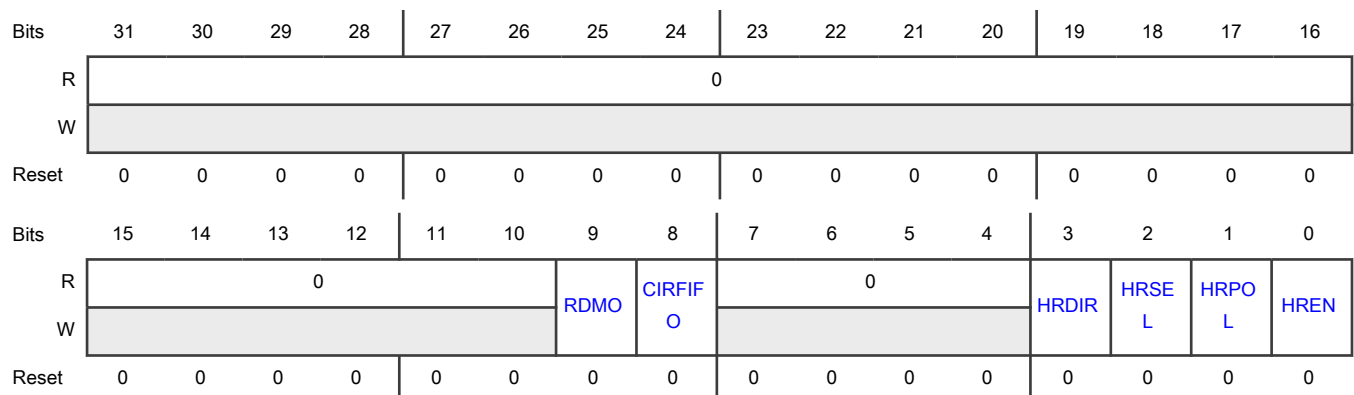 Bits 31 30 29 28 27 26 25 24 23 22 21 20 19 18 17 16
R 0
W
Reset 0 0 0 0 0 0 0 0 0 0 0 0 0 0 0 0
Bits 15 14 13 12 11 10 9 8 7 6 5 4 3 2 1 0
R 0 RDMO CIRFIF 0 HRDIR HRSE HRPO HREN
W O L L
Reset 0 0 0 0 0 0 0 0 0 0 0 0 0 0 0 0